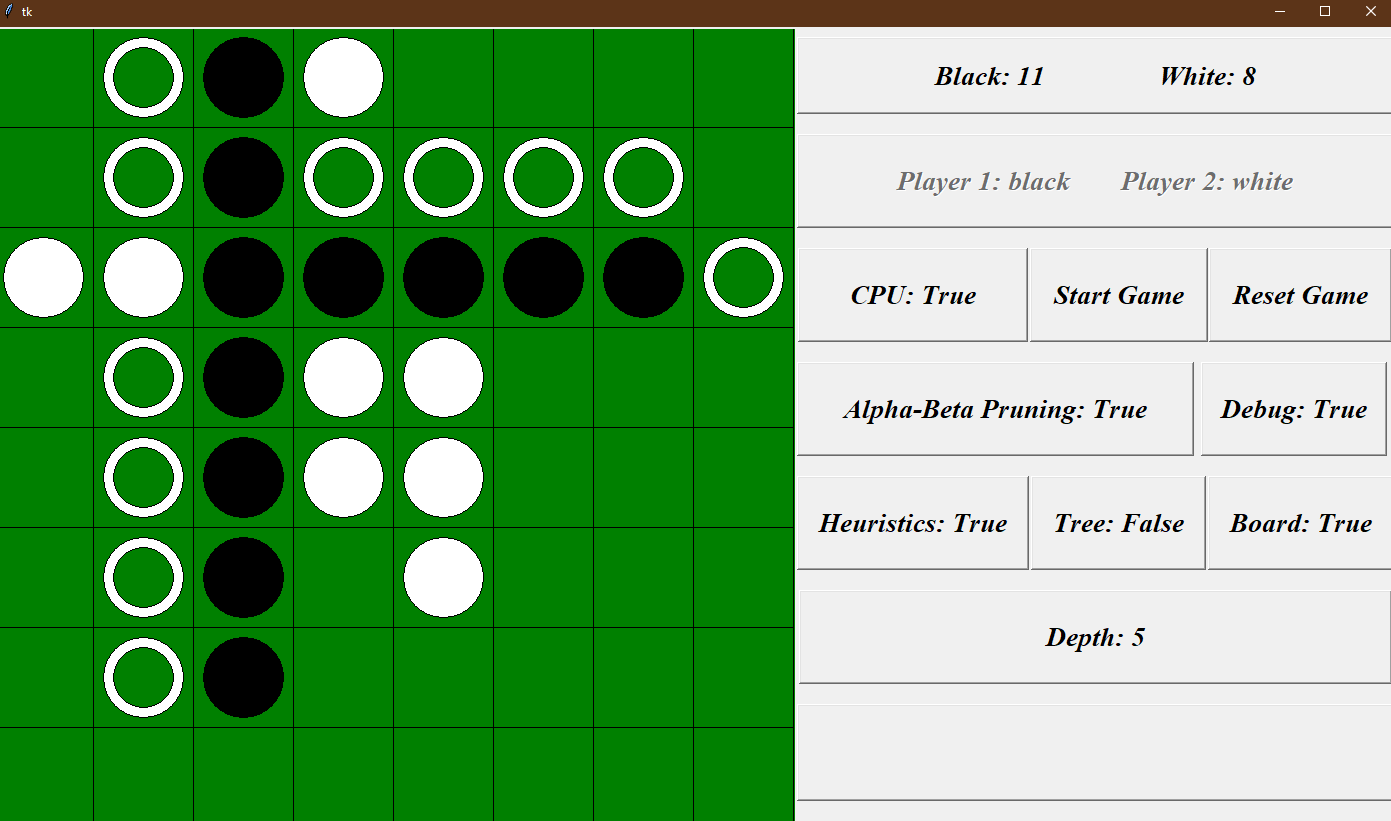 tk
Black: 11 White: 8
Player 1: black Player 2: white
CPU: True
Start Game
Reset Game
Alpha-Beta Pruning: True
Debug: True
Heuristics: True
Tree: False
Board: True
Depth: 5